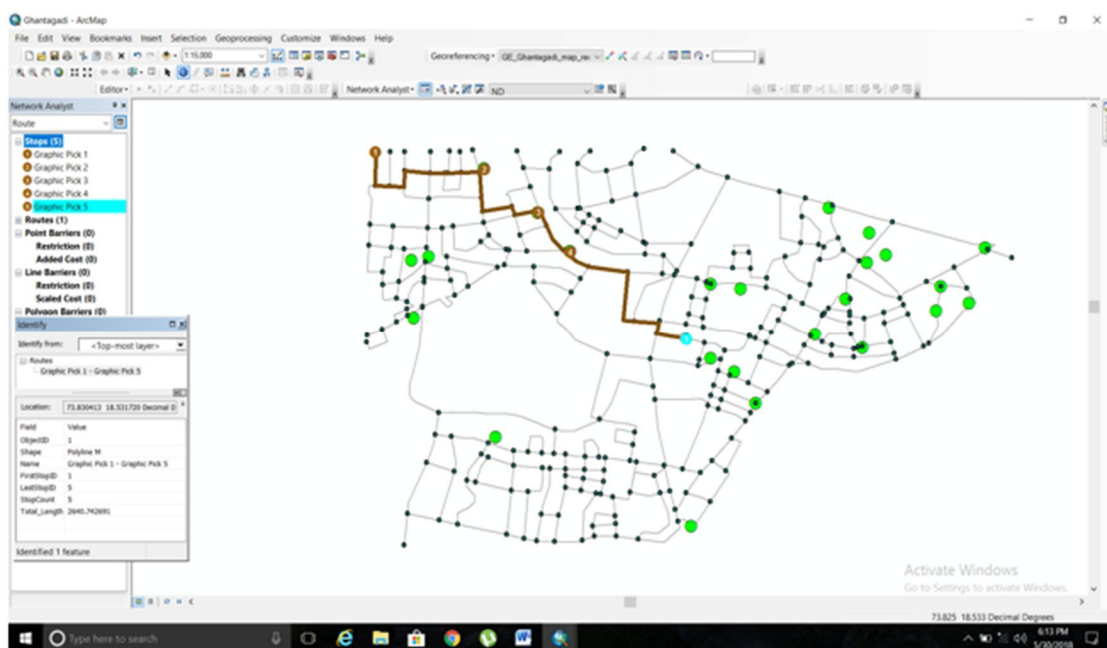 Ghantagadi - ArcMap
File Edit View Bookmarks Insert Selection Geoprocessing Customize Windows Help
1:15,000
Georeferencing GE_Ghantagadi_map_rec
Editor Network Analyst ND
Network Analyst
Route
Stops (5)
Graphic Pick 1
Graphic Pick 2
Graphic Pick 3
Graphic Pick 4
Graphic Pick 5
Routes (1)
Point Barriers (0)
Restriction (0)
Added Cost (0)
Line Barriers (0)
Restriction (0)
Scaled Cost (0)
Polygon Barriers (0)
Identify
Identify from: <Top-most layer>
Routes
Graphic Pick 1 - Graphic Pick 5
Location: 73.830413 18.531720 Decimal D
Field Value
ObjectID 1
Shape Polyline M
Name Graphic Pick 1 - Graphic Pick 5
FirstStopID 1
LastStopID 5
StopCount 5
Total_Length 2640.742691
Identified 1 feature
1
2
3
4
5
Activate Windows
Go to Settings to activate Windows.
73.825 18.533 Decimal Degrees
Type here to search
6:13 PM
5/30/2018